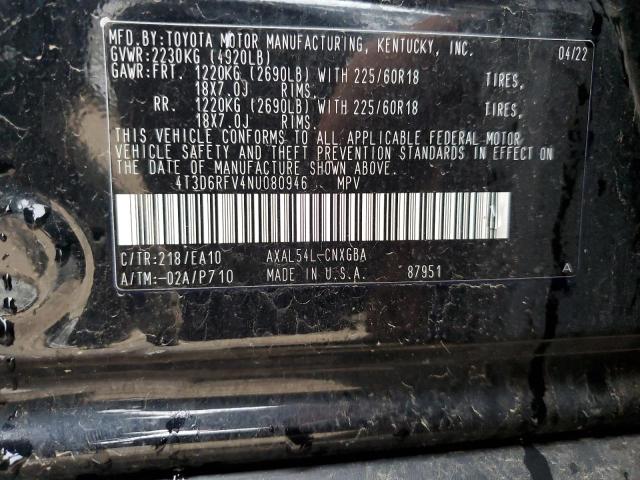 MFD.BY:TOYOTA MOTOR MANUFACTURING, KENTUCKY, INC. 04/22
GVWR:2230KG (4920LB)
GAWR:FRT. 1220KG (2690LB) WITH 225/60R18 TIRES,
18X7.0J RIMS.
RR. 1220KG (2690LB) WITH 225/60R18 TIRES,
18X7.0J RIMS.
THIS VEHICLE CONFORMS TO ALL APPLICABLE FEDERAL MOTOR
VEHICLE SAFETY AND THEFT PREVENTION STANDARDS IN EFFECT ON
THE DATE OF MANUFACTURE SHOWN ABOVE.
4T3D6RFV4NU080946 MPV
C/TR:218/EA10 AXAL54L-CNXGBA
A/TM:-02A/P710 MADE IN U.S.A. 87951 A